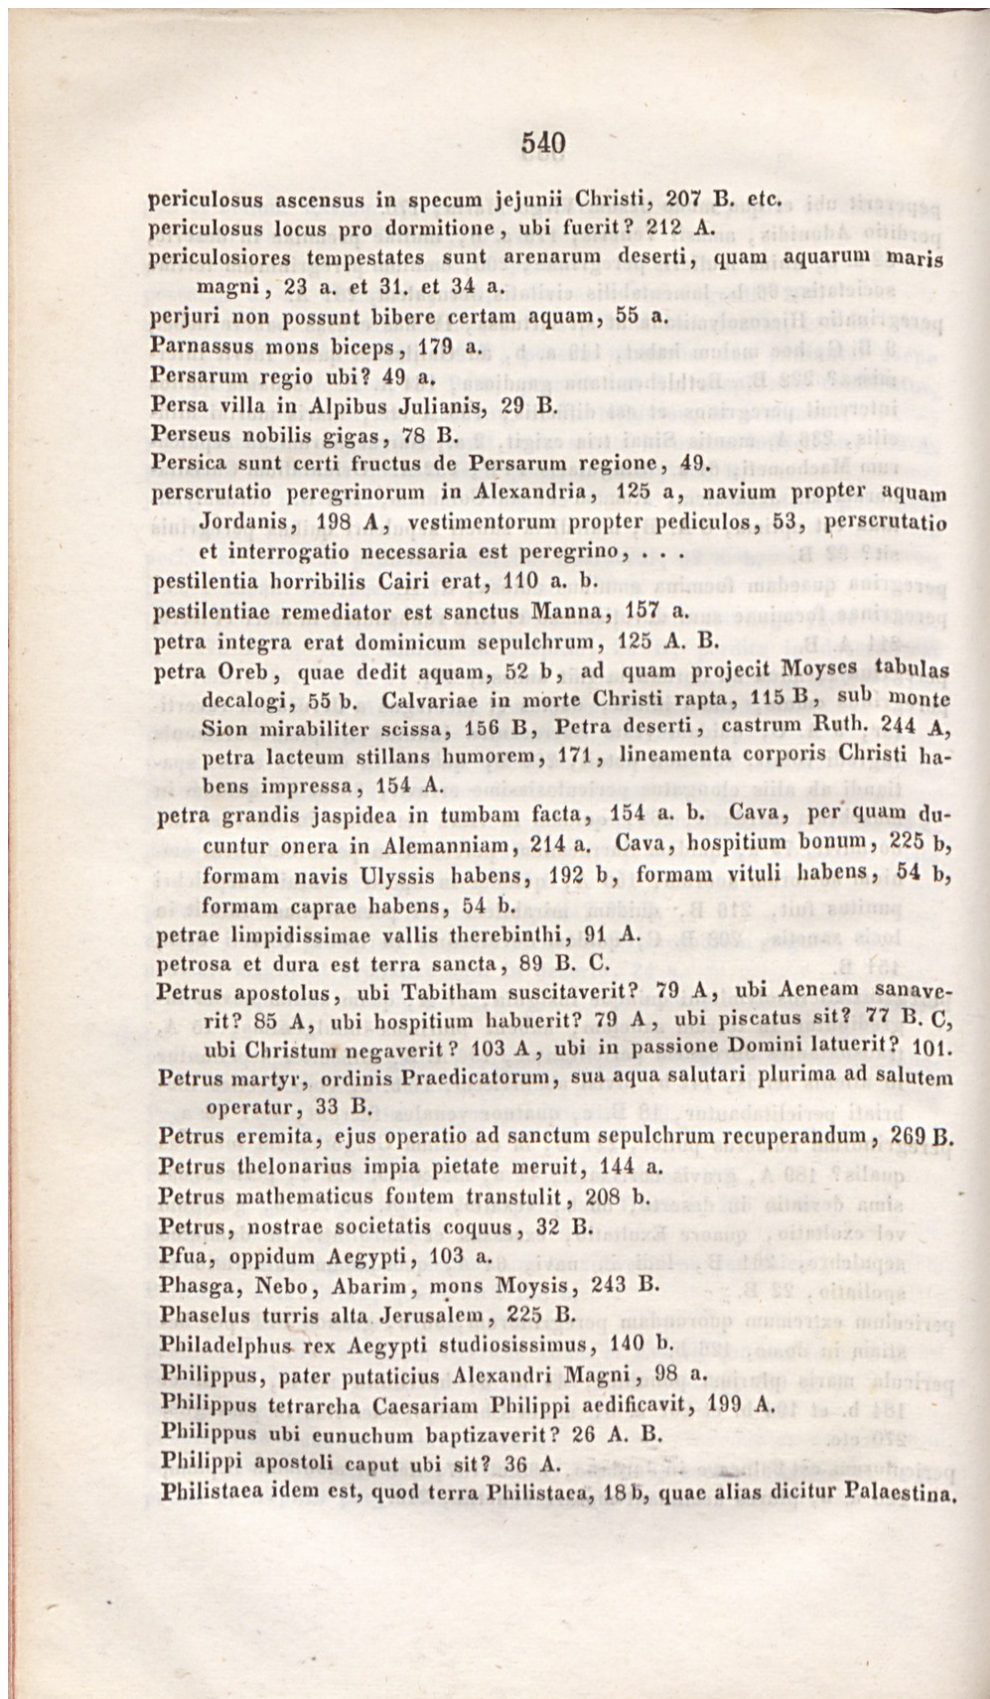 540
periculosus ascensus in specum jejunii Christi, 207 B. etc.
periculosus locus pro dormitione, ubi fuerit? 212 A.
periculosiores tempestates sunt arenarum deserti, quam aquarum maris
magni, 23 a. et 31. et 34 a.
perjuri non possunt bibere certam aquam, 55 a.
Parnassus mons biceps, 179 a.
Persarum regio ubi? 49 a.
Persa villa in Alpibus Julianis, 29 B.
Perseus nobilis gigas, 78 B.
Persica sunt certi fructus de Persarum regione, 49.
perscrutatio peregrinorum in Alexandria, 125 a, navium propter aquam
Jordanis, 198 A, vestimentorum propter pediculos, 53, perscrutatio
et interrogatio necessaria est peregrino, . . .
pestilentia horribilis Cairi erat, 110 a. b.
pestilentiae remediator est sanctus Manna, 157 a.
petra integra erat dominicum sepulchrum, 125 A. B.
petra Oreb, quae dedit aquam, 52 b, ad quam projecit Moyses tabulas
decalogi, 55 b. Calvariae in morte Christi rapta, 115 B, sub monte
Sion mirabiliter scissa, 156 B, Petra deserti, castrum Ruth. 244 A,
petra lacteum stillans humorem, 171, lineamenta corporis Christi ha-
bens impressa, 154 A.
petra grandis jaspidea in tumbam facta, 154 a. b. Cava, per quam du-
cuntur onera in Alemanniam, 214 a. Cava, hospitium bonum, 225 b,
formam navis Ulyssis habens, 192 b, formam vituli habens, 54 b,
formam caprae habens, 54 b.
petrae limpidissimae vallis therebinthi, 91 A.
petrosa et dura est terra sancta, 89 B. C.
Petrus apostolus, ubi Tabitham suscitaverit? 79 A, ubi Aeneam sanave-
rit? 85 A, ubi hospitium habuerit? 79 A, ubi piscatus sit? 77 B. C,
ubi Christum negaverit? 103 A, ubi in passione Domini latuerit? 101.
Petrus martyr, ordinis Praedicatorum, sua aqua salutari plurima ad salutem
operatur, 33 B.
Petrus eremita, ejus operatio ad sanctum sepulchrum recuperandum, 269 B.
Petrus thelonarius impia pietate meruit, 144 a.
Petrus mathematicus fontem transtulit, 208 b.
Petrus, nostrae societatis coquus, 32 B.
Pfua, oppidum Aegypti, 103 a.
Phasga, Nebo, Abarim, mons Moysis, 243 B.
Phaselus turris alta Jerusalem, 225 B.
Philadelphus rex Aegypti studiosissimus, 140 b.
Philippus, pater putaticius Alexandri Magni, 98 a.
Philippus tetrarcha Caesariam Philippi aedificavit, 199 A.
Philippus ubi eunuchum baptizaverit? 26 A. B.
Philippi apostoli caput ubi sit? 36 A.
Philistaea idem est, quod terra Philistaea, 18 b, quae alias dicitur Palaestina.